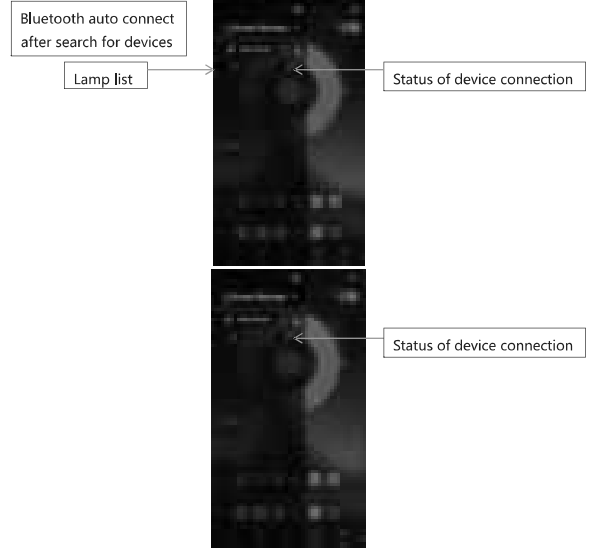 Bluetooth auto connect
after search for devices
Lamp list
Status of device connection
Status of device connection